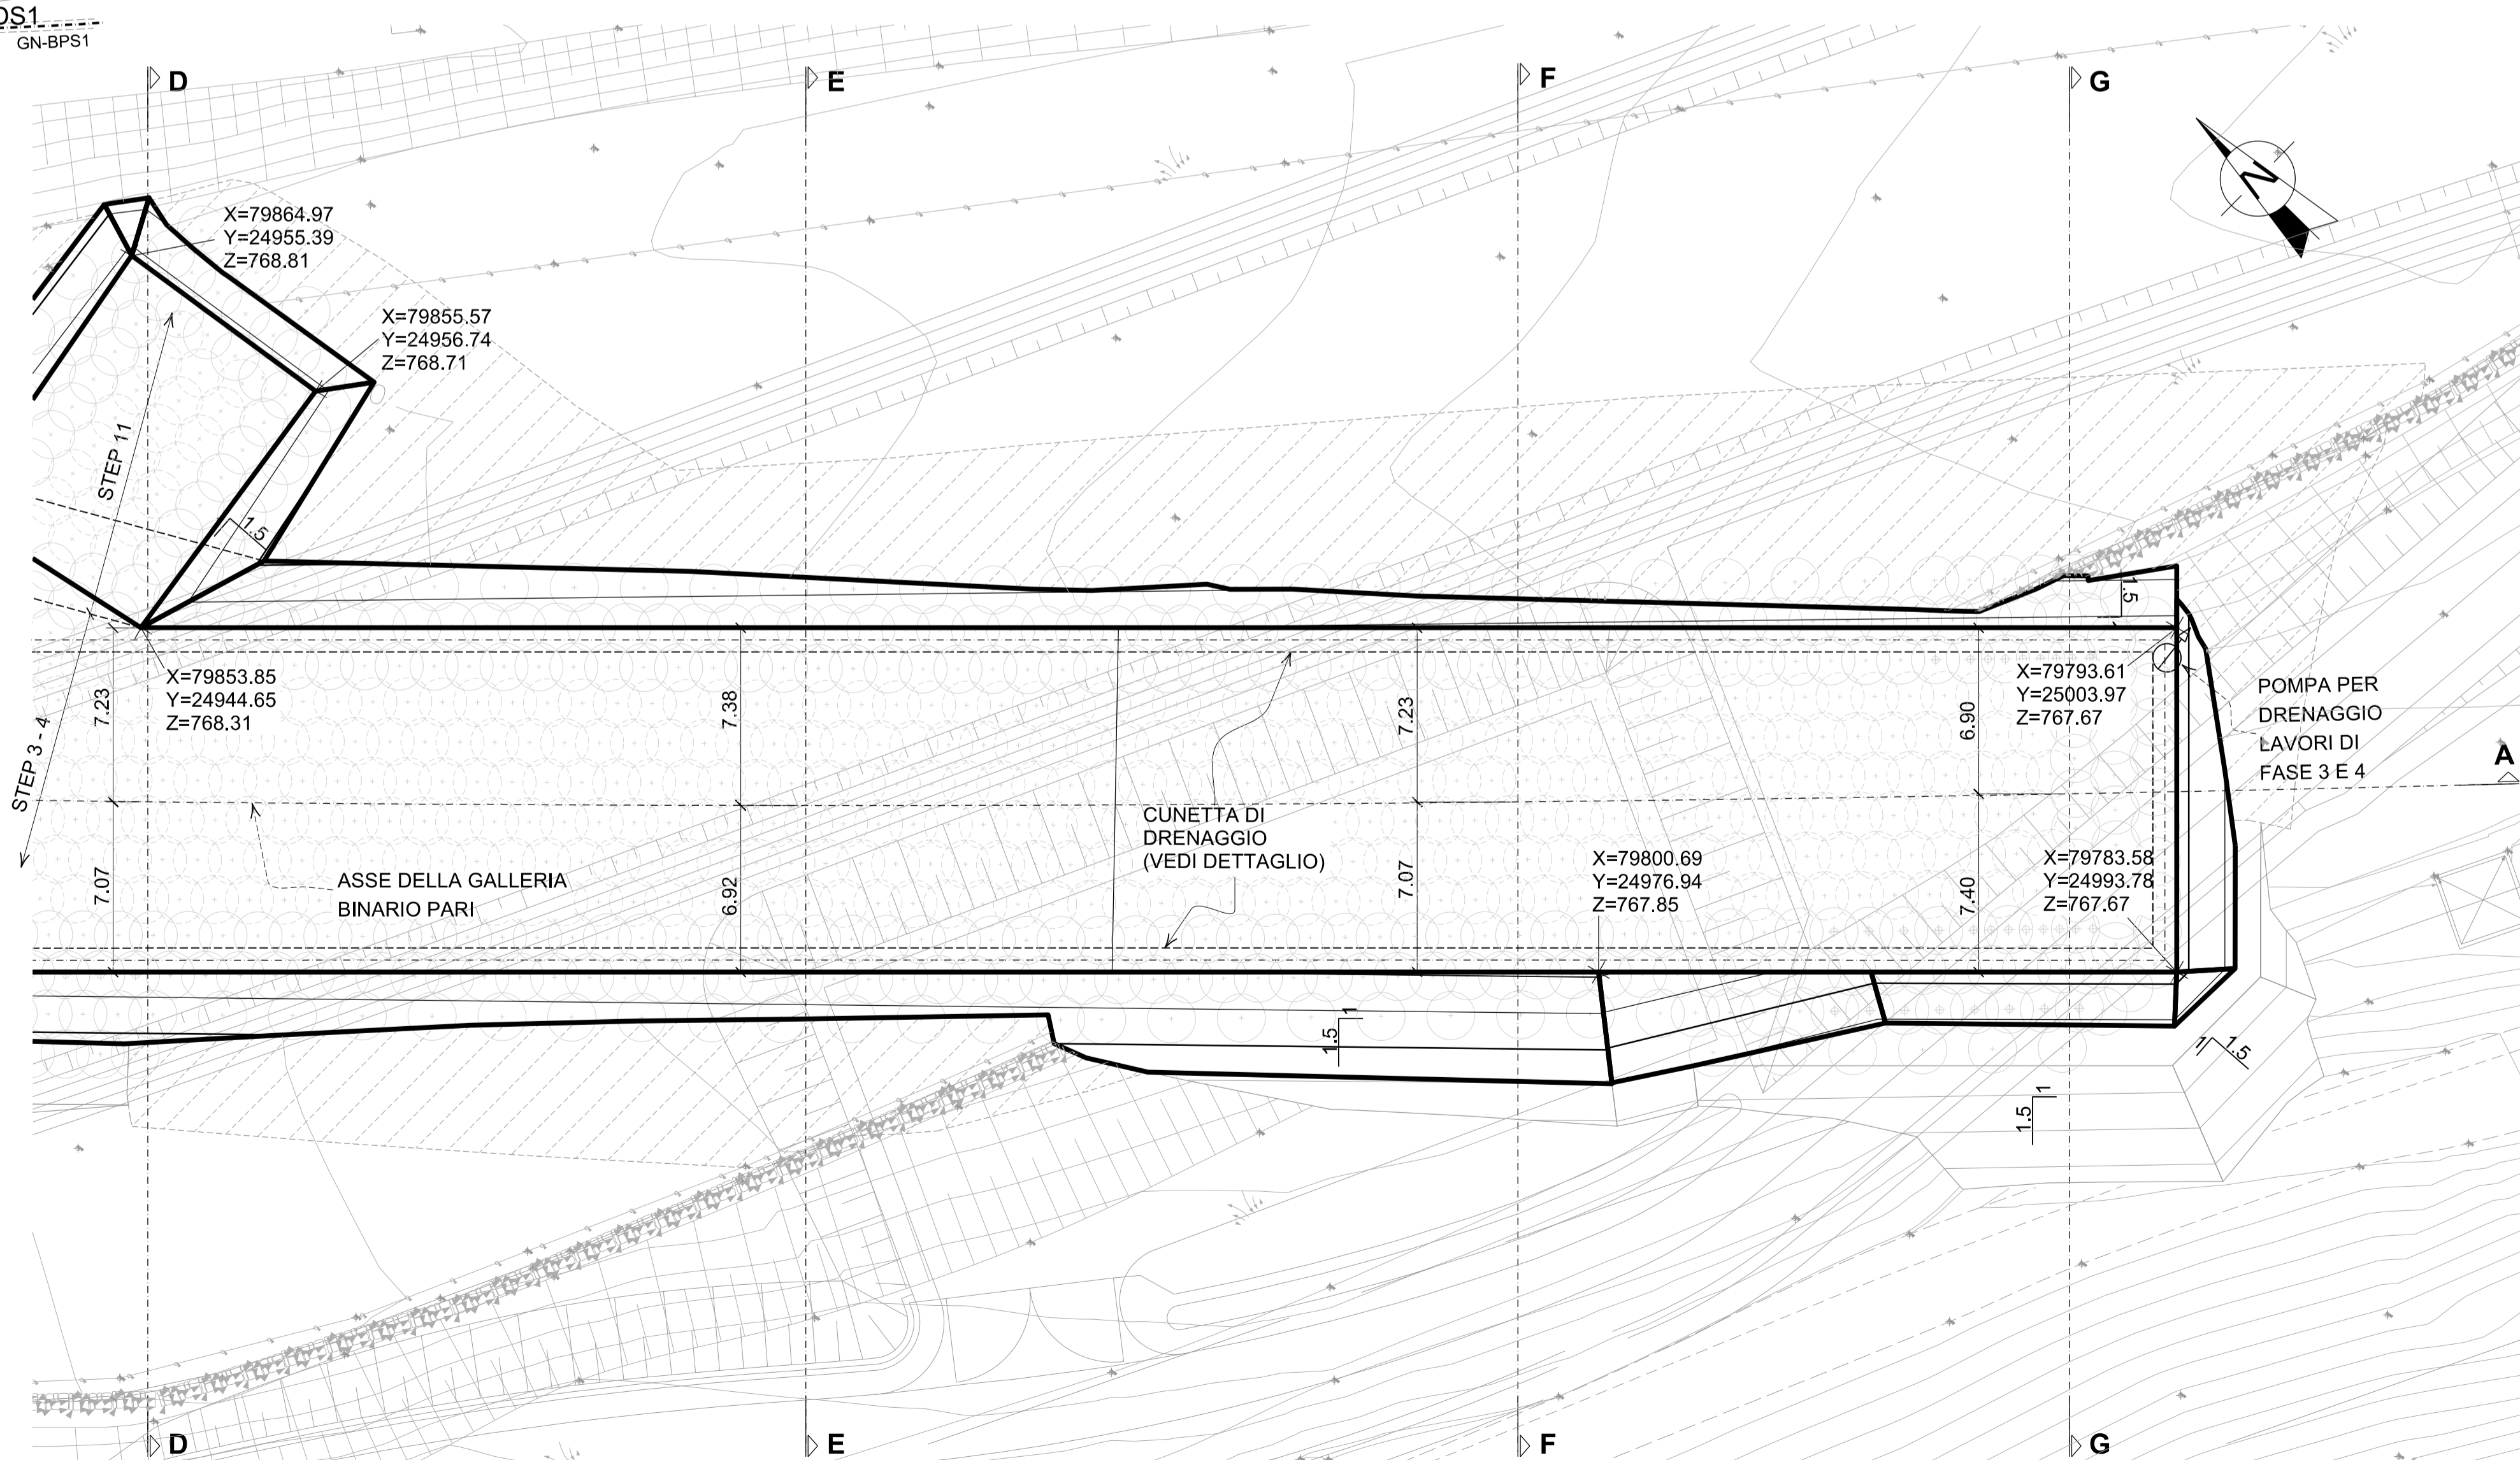 DS1
GN-BPS1
D
E
F
G
N
X=79864.97
Y=24955.39
Z=768.81
X=79855.57
Y=24956.74
Z=768.71
STEP 11
1.5
1.5
X=79853.85
Y=24944.65
Z=768.31
7.23
7.38
7.23
6.90
X=79793.61
Y=25003.97
Z=767.67
POMPA PER
DRENAGGIO
LAVORI DI
FASE 3 E 4
A
STEP 3 - 4
7.07
6.92
7.07
7.40
ASSE DELLA GALLERIA
BINARIO PARI
CUNETTA DI
DRENAGGIO
(VEDI DETTAGLIO)
X=79800.69
Y=24976.94
Z=767.85
X=79783.58
Y=24993.78
Z=767.67
1
1.5
1
1.5
1
1.5
D
E
F
G